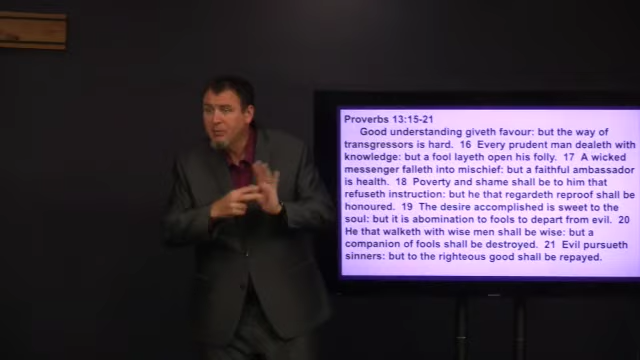 Proverbs 13:15-21
Good understanding giveth favour: but the way of
transgressors is hard. 16 Every prudent man dealeth with
knowledge: but a fool layeth open his folly. 17 A wicked
messenger falleth into mischief: but a faithful ambassador
is health. 18 Poverty and shame shall be to him that
refuseth instruction: but he that regardeth reproof shall be
honoured. 19 The desire accomplished is sweet to the
soul: but it is abomination to fools to depart from evil. 20
He that walketh with wise men shall be wise: but a
companion of fools shall be destroyed. 21 Evil pursueth
sinners: but to the righteous good shall be repayed.